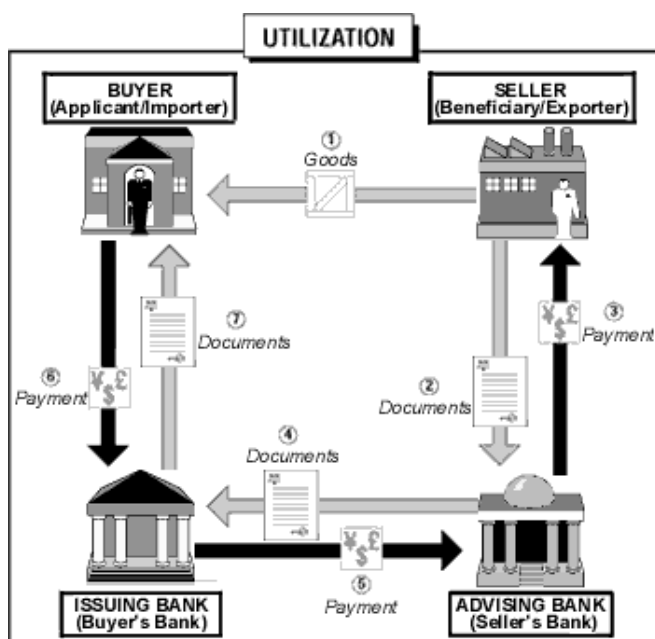 UTILIZATION
BUYER
(Applicant/Importer)
SELLER
(Beneficiary/Exporter)
①
Goods
⑦
Documents
③
Payment
⑥
Payment
¥$£
¥$£
②
Documents
④
Documents
¥$£
⑤
Payment
ISSUING BANK
(Buyer's Bank)
ADVISING BANK
(Seller's Bank)